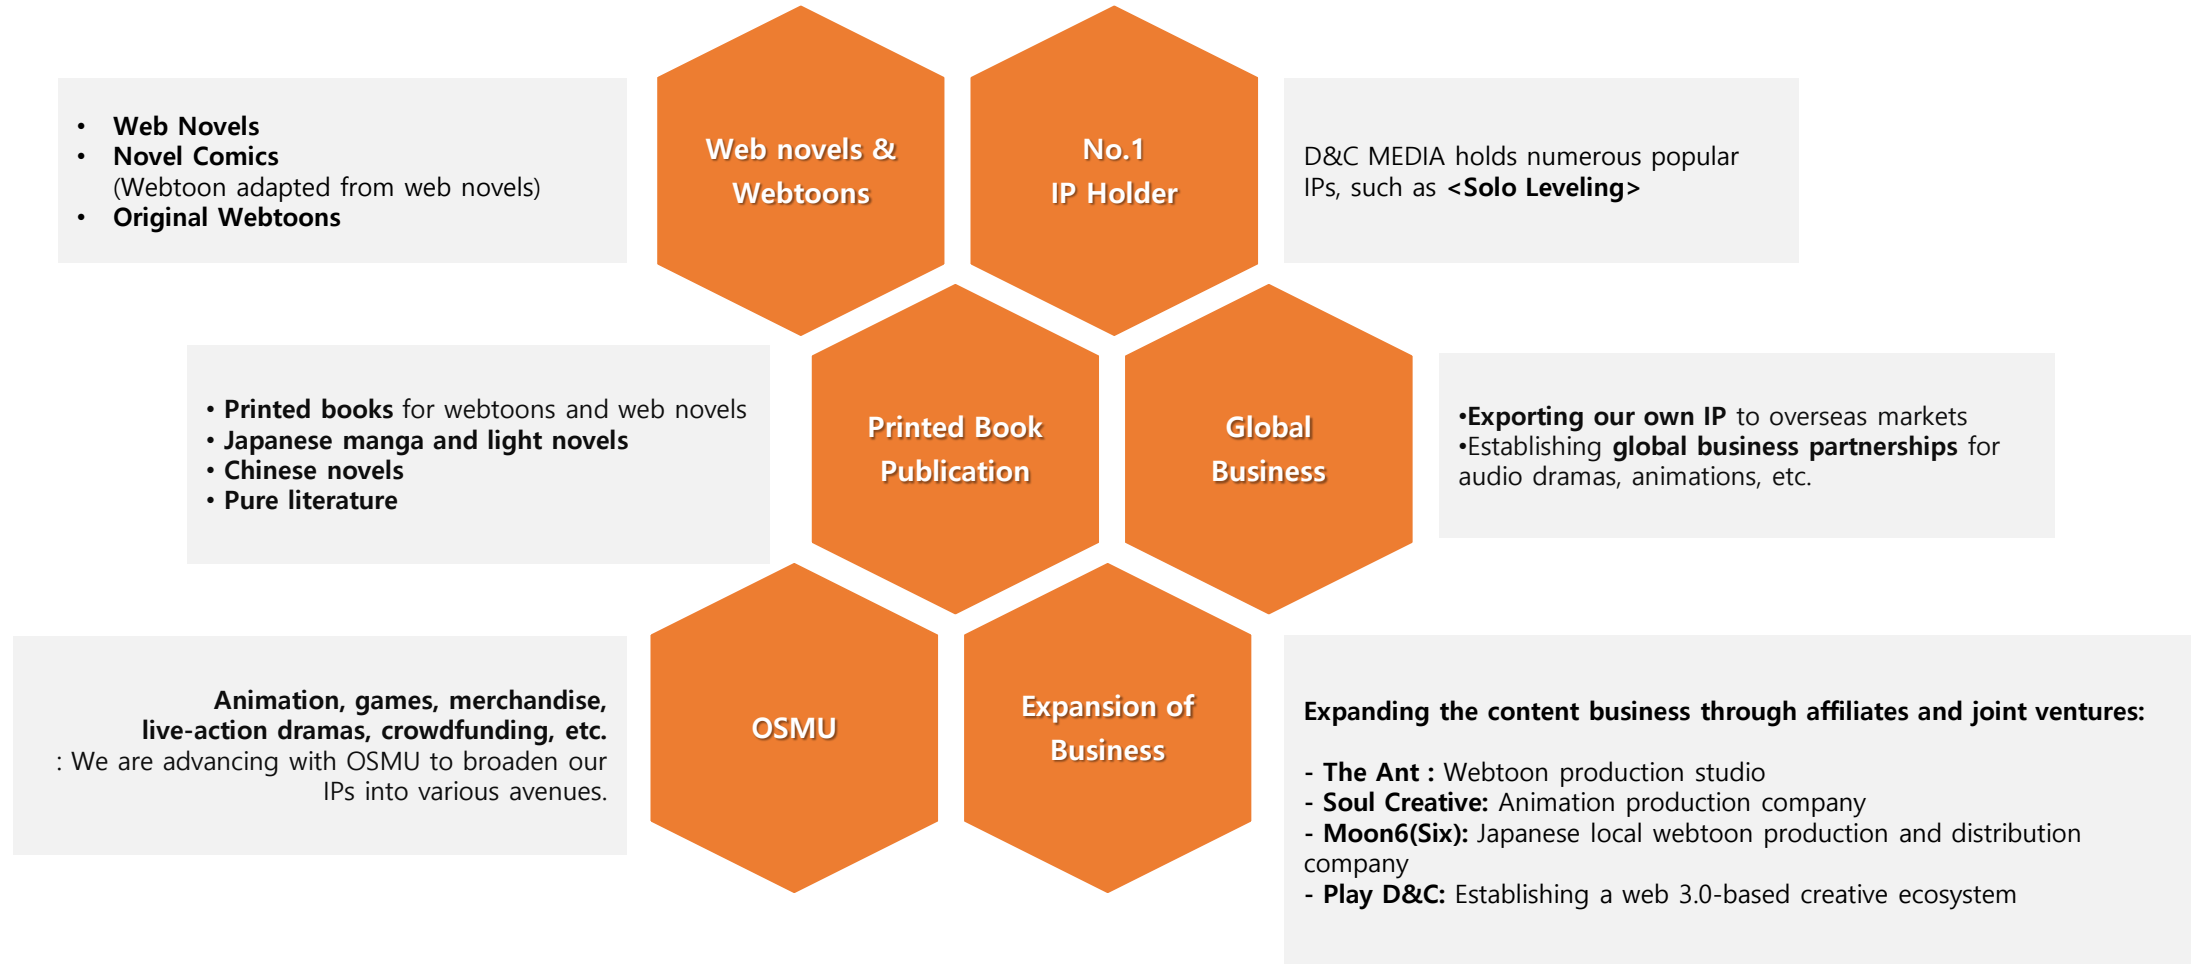 • Web Novels
• Novel Comics
(Webtoon adapted from web novels)
• Original Webtoons
Web novels &
Webtoons
No.1
IP Holder
D&C MEDIA holds numerous popular
IPs, such as <Solo Leveling>
• Printed books for webtoons and web novels
• Japanese manga and light novels
• Chinese novels
• Pure literature
Printed Book
Publication
Global
Business
•Exporting our own IP to overseas markets
•Establishing global business partnerships for
audio dramas, animations, etc.
Animation, games, merchandise,
live-action dramas, crowdfunding, etc.
: We are advancing with OSMU to broaden our
IPs into various avenues.
OSMU
Expansion of
Business
Expanding the content business through affiliates and joint ventures:
- The Ant : Webtoon production studio
- Soul Creative: Animation production company
- Moon6(Six): Japanese local webtoon production and distribution
company
- Play D&C: Establishing a web 3.0-based creative ecosystem